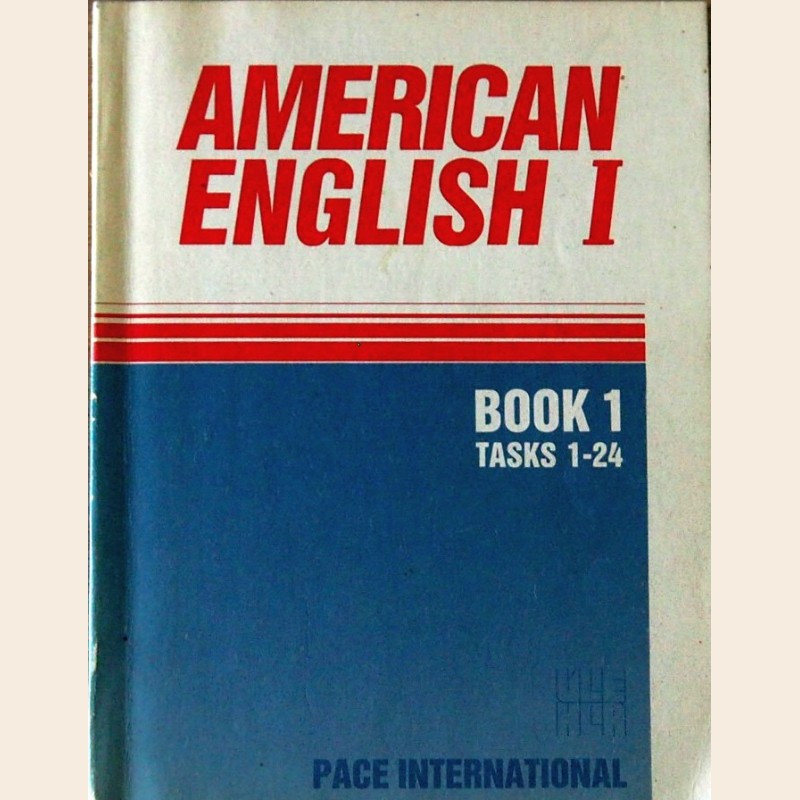 AMERICAN
ENGLISH I
BOOK 1
TASKS 1-24
PACE INTERNATIONAL